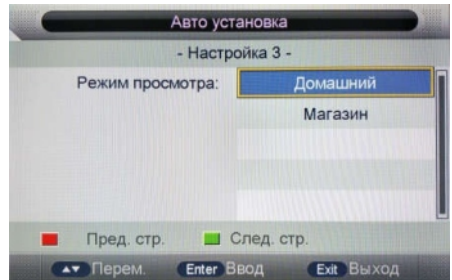 Авто установка
- Настройка 3 -
Режим просмотра: Домашний
Магазин
Пред. стр. След. стр.
▲▼ Перем. Enter Ввод Exit Выход